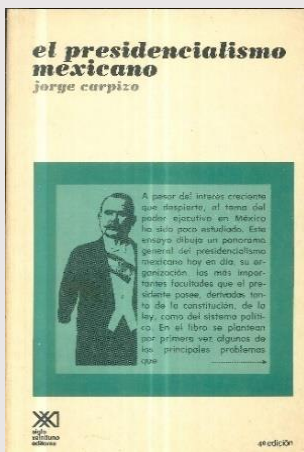 el presidencialismo
mexicano
jorge carpizo
A pesar del interés creciente
que despierta, el tema del
poder ejecutivo en México
ha sido poco estudiado. Este
ensayo dibuja un panorama
general del presidencialismo
mexicano hoy en día, su or-
ganización, las más impor-
tantes facultades que el pre-
sidente posee, derivadas tan-
to de la constitución, de la
ley, como del sistema políti-
co. En el libro se plantean
por primera vez algunos de
los principales problemas
que
siglo
veintiuno
editores
4ª edición